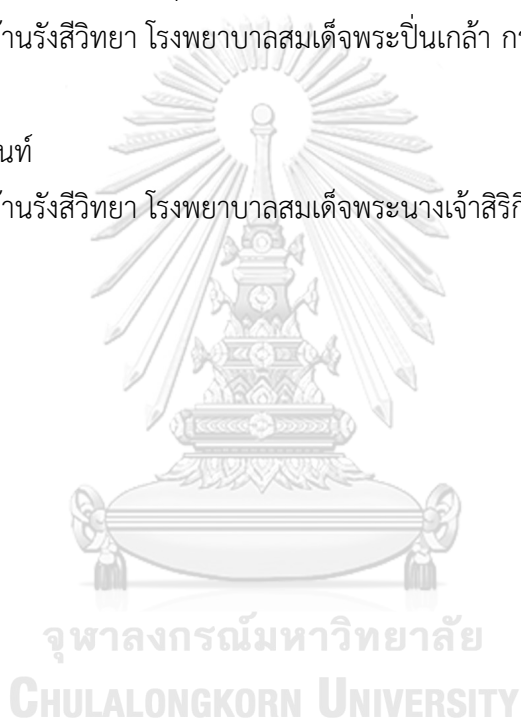 านรังสีวิทยา โรงพยาบาลสมเด็จพระปิ่นเกล้า
นท์
านรังสีวิทยา โรงพยาบาลสมเด็จพระนางเจ้าสิริกิ
จุฬาลงกรณ์มหาวิทยาลัย
CHULALONGKORN UNIVERSITY